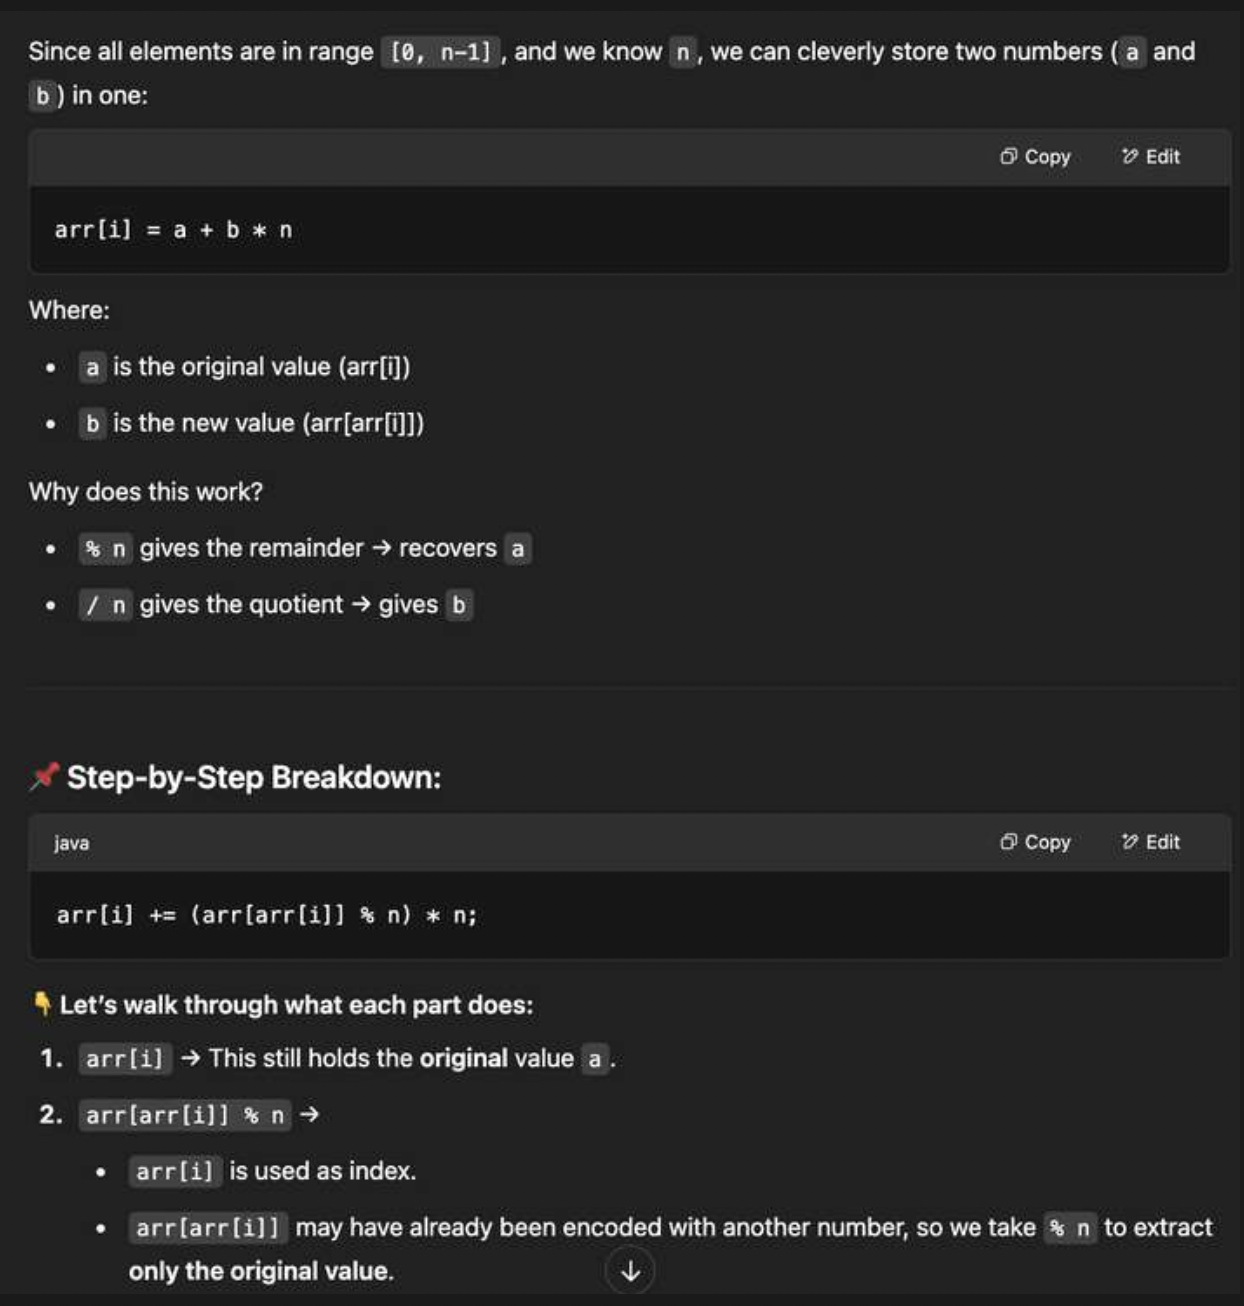 Since all elements are in range [0, n-1], and we know n, we can cleverly store two numbers (a and
b) in one:
Copy Edit
arr[i] = a + b * n
Where:
• a is the original value (arr[i])
• b is the new value (arr[arr[i]])
Why does this work?
• % n gives the remainder → recovers a
• / n gives the quotient → gives b
📌 Step-by-Step Breakdown:
java Copy Edit
arr[i] += (arr[arr[i]] % n) * n;
👇 Let's walk through what each part does:
1. arr[i] → This still holds the original value a.
2. arr[arr[i]] % n →
• arr[i] is used as index.
• arr[arr[i]] may have already been encoded with another number, so we take % n to extract
only the original value.